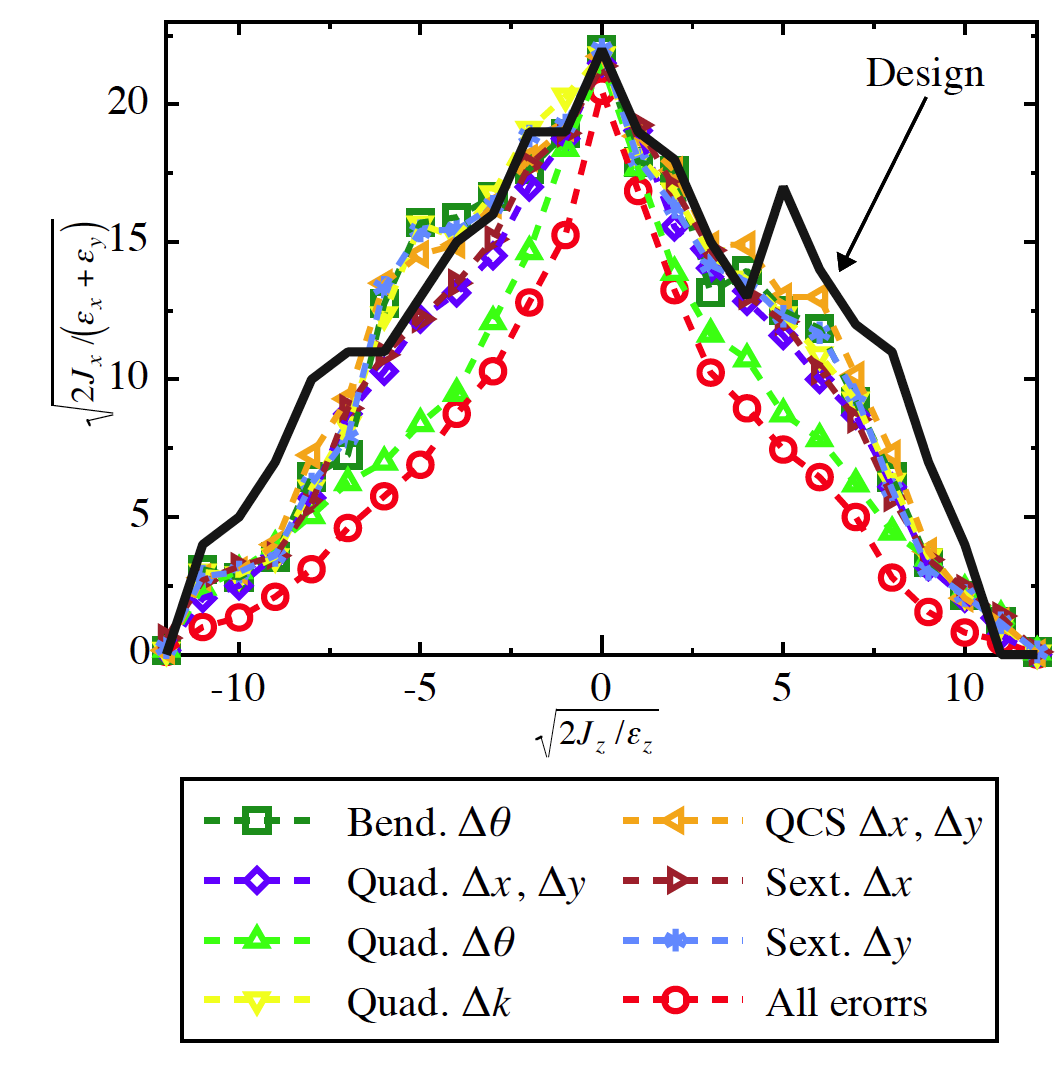 Design
20
15
10
5
0
√2J_x/(ε_x + ε_y)
-10 -5 0 5 10
√2J_z/ε_z
Bend. Δθ
Quad. Δx, Δy
Quad. Δθ
Quad. Δk
QCS Δx, Δy
Sext. Δx
Sext. Δy
All erorrs